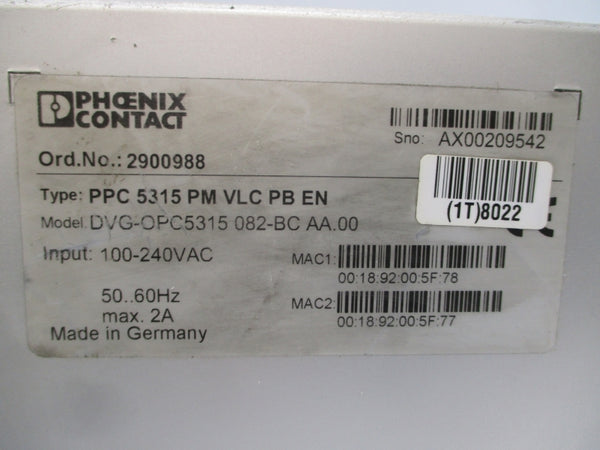 PHŒNIX
CONTACT
Sno: AX00209542
Ord.No.: 2900988
Type: PPC 5315 PM VLC PB EN
(1T)8022
Model: DVG-OPC5315 082-BC AA.00
CE
Input: 100-240VAC
MAC1:
00:18:92:00:5F:78
50..60Hz
max. 2A
MAC2:
00:18:92:00:5F:77
Made in Germany